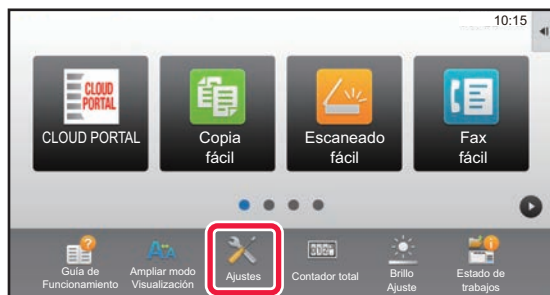 10:15
CLOUD
PORTAL
CLOUD PORTAL
Copia
fácil
Escaneado
fácil
Fax
fácil
Guía de
Funcionamiento
Ampliar modo
Visualización
Ajustes
Contador total
Brillo
Ajuste
Estado de
trabajos